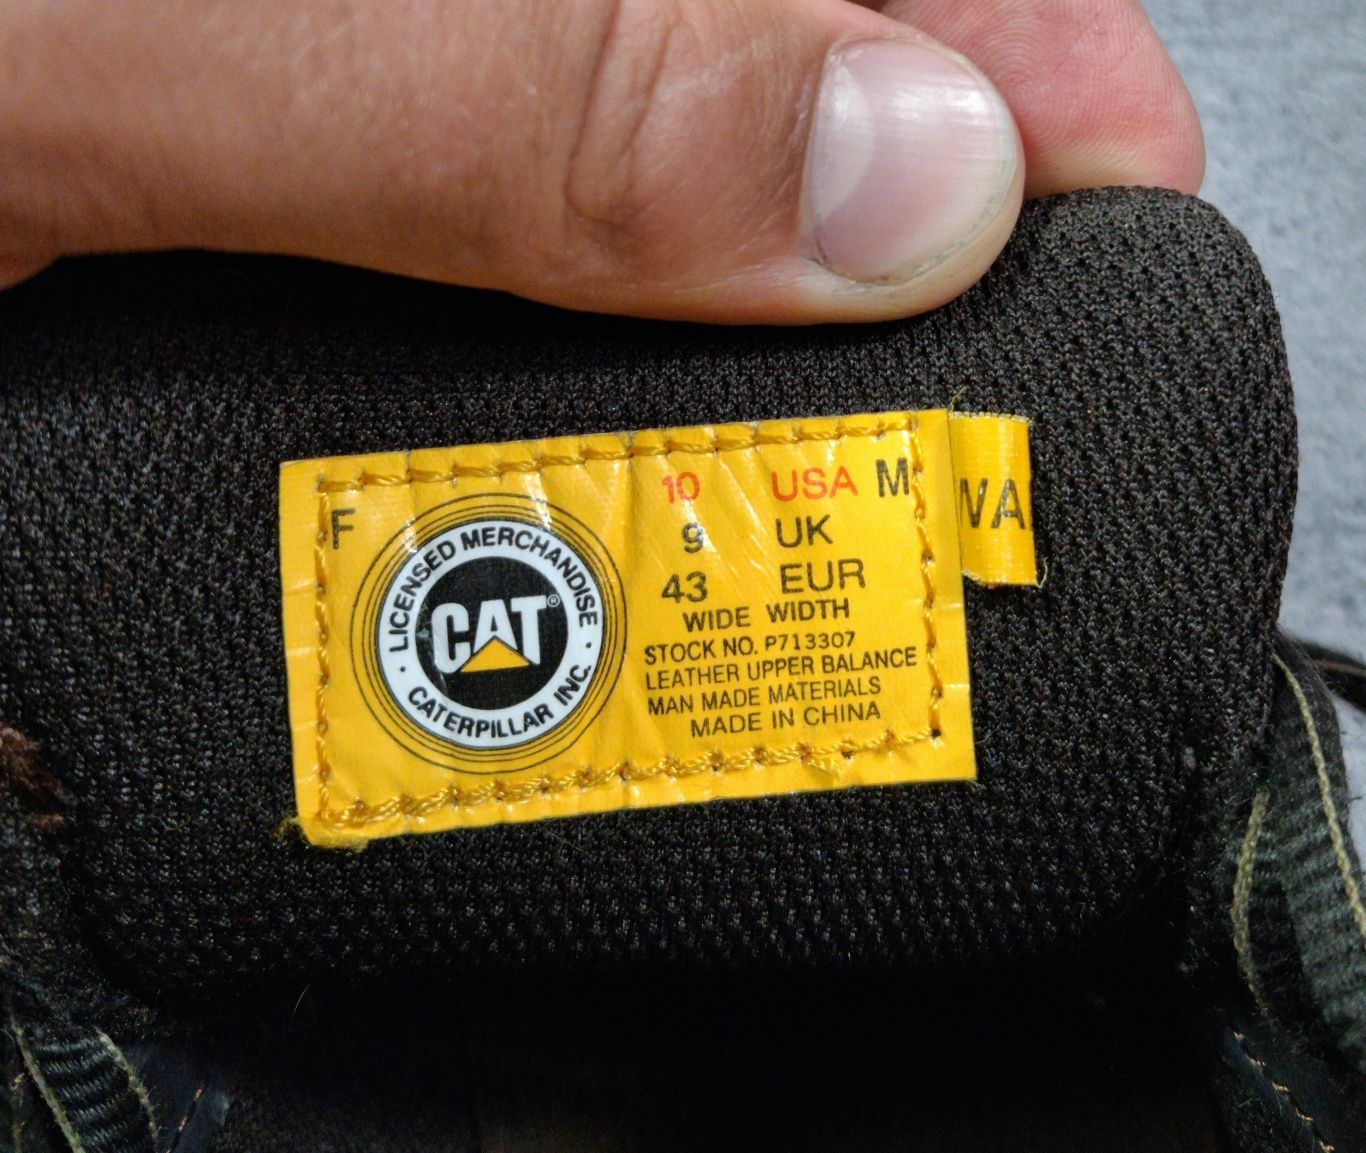 F
LICENSED MERCHANDISE
CAT®
· CATERPILLAR INC. ·
10 USA M
9 UK
43 EUR
WIDE WIDTH
STOCK NO. P713307
LEATHER UPPER BALANCE
MAN MADE MATERIALS
MADE IN CHINA